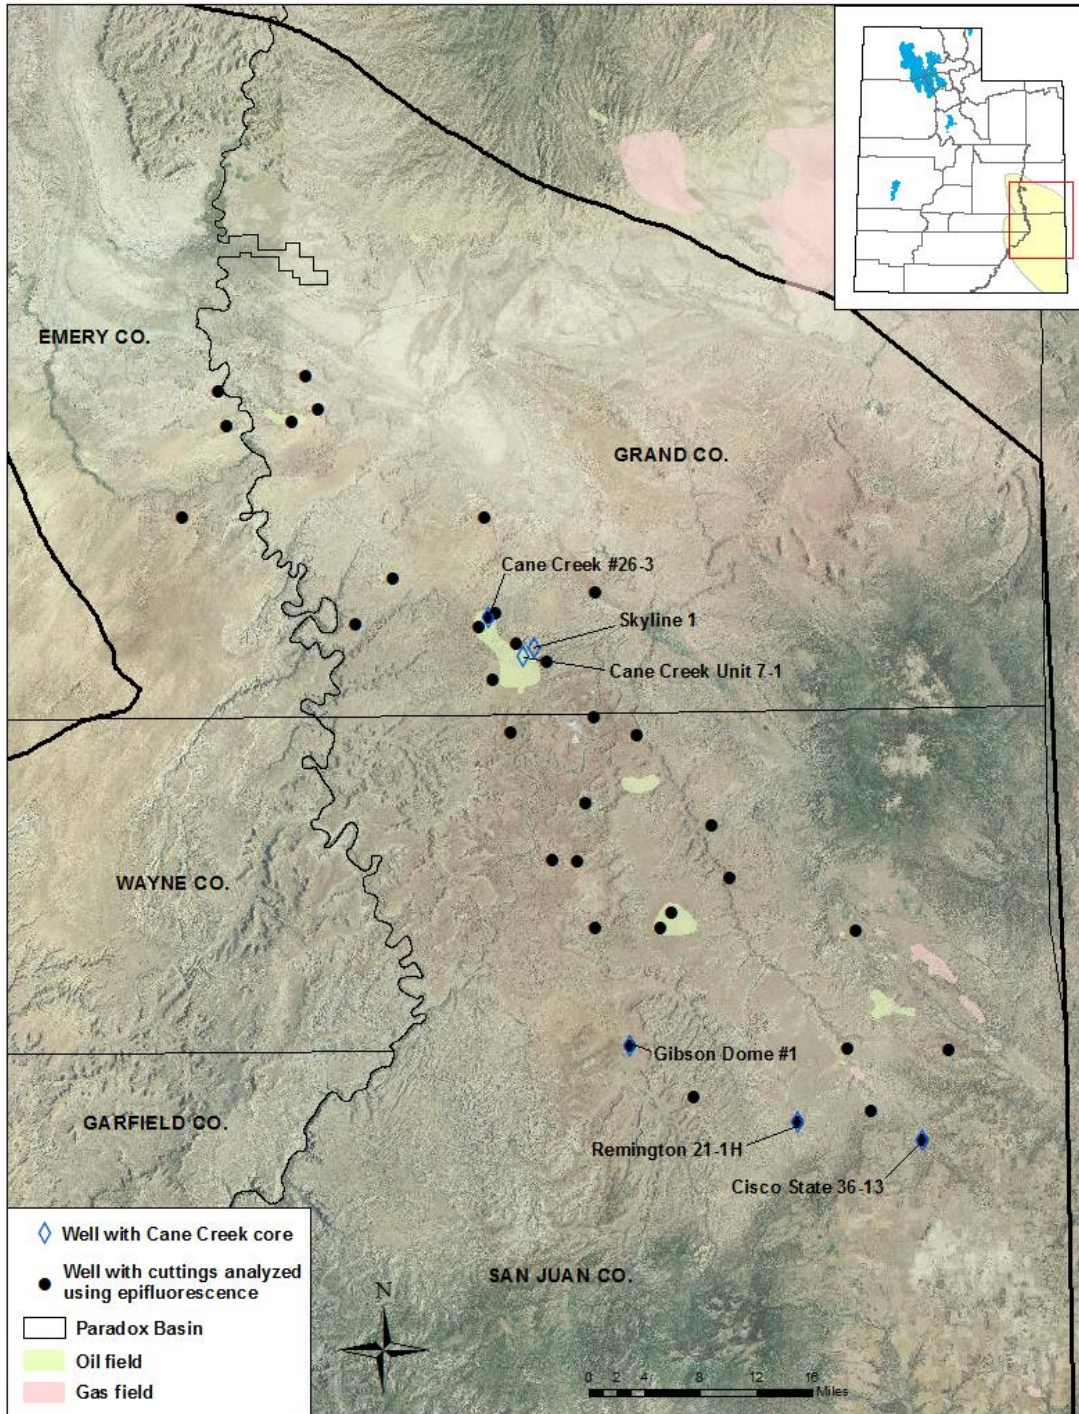 EMERY CO.
GRAND CO.
Cane Creek #26-3
Skyline 1
Cane Creek Unit 7-1
WAYNE CO.
Gibson Dome #1
GARFIELD CO.
Remington 21-1H
Cisco State 36-13
SAN JUAN CO.
Well with Cane Creek core
Well with cuttings analyzed
using epifluorescence
Paradox Basin
Oil field
Gas field
N
0 2 4 8 12 16
Miles